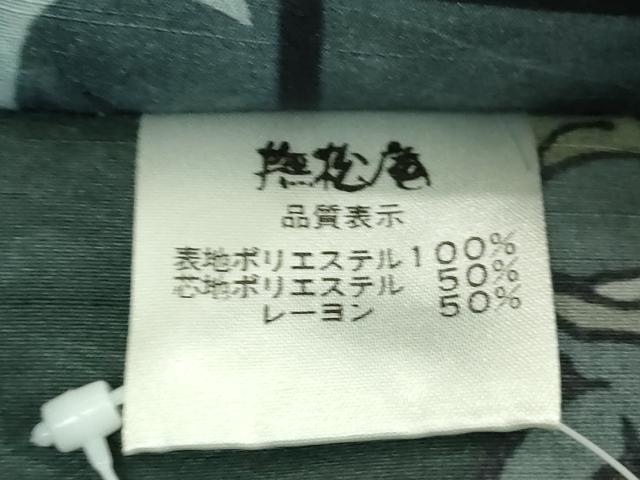 撫松庵
品質表示
表地ポリエステル100%
芯地ポリエステル 50%
レーヨン 50%